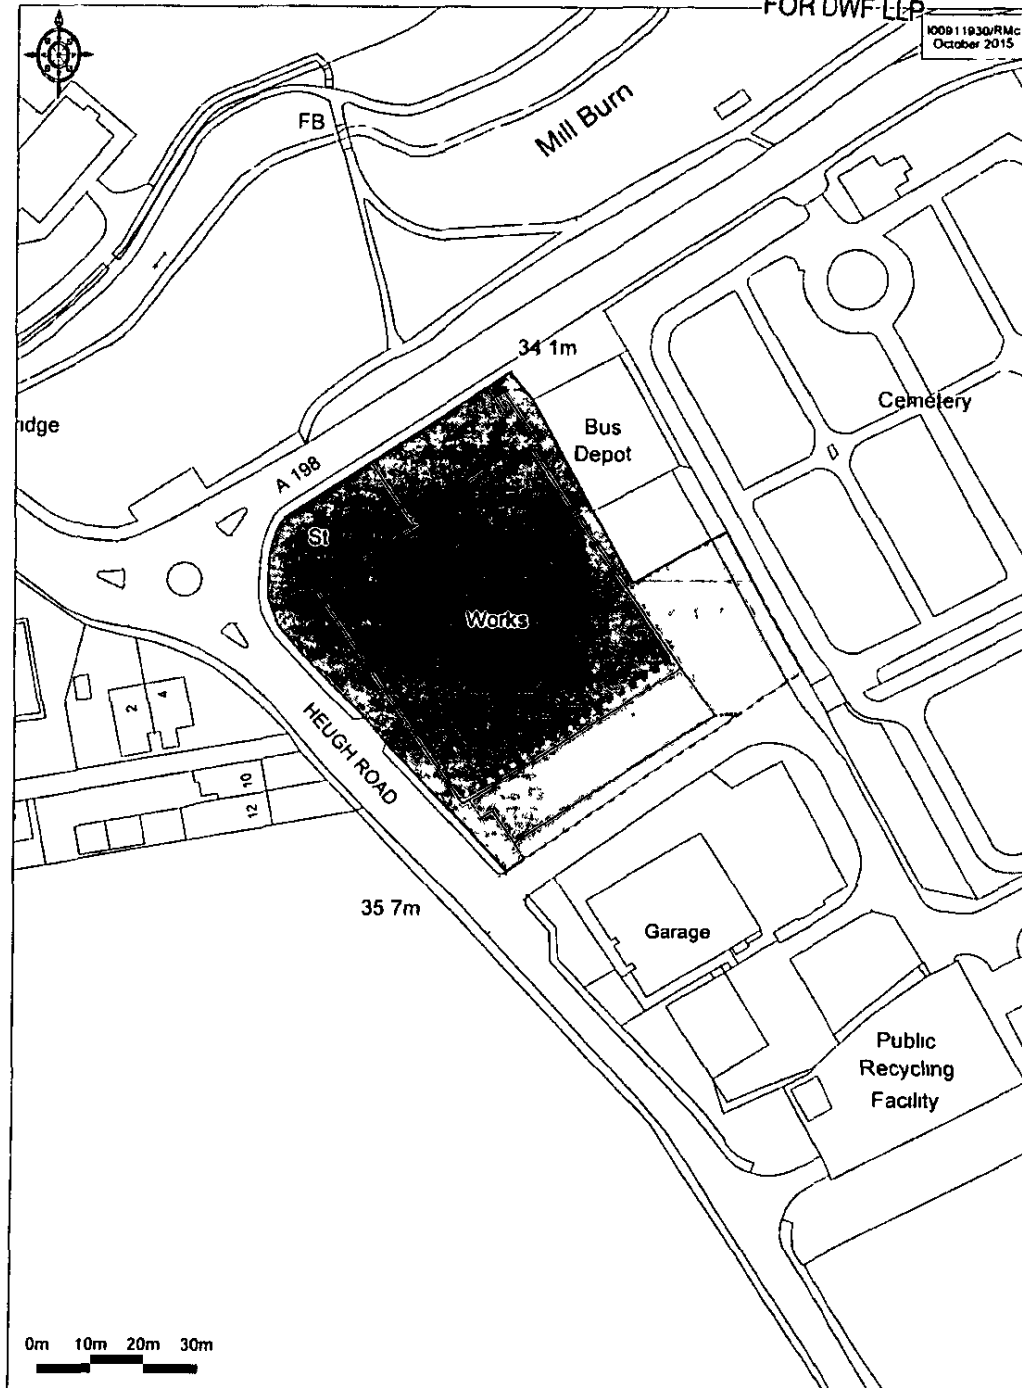 FOR DWF LLP
I00911930/RMc
October 2015
FB
Mill Burn
34 1m
Cemetery
Bus
Depot
A 198
St
Works
2
4
HEUGH ROAD
10
12
35 7m
Garage
Public
Recycling
Facility
0m 10m 20m 30m